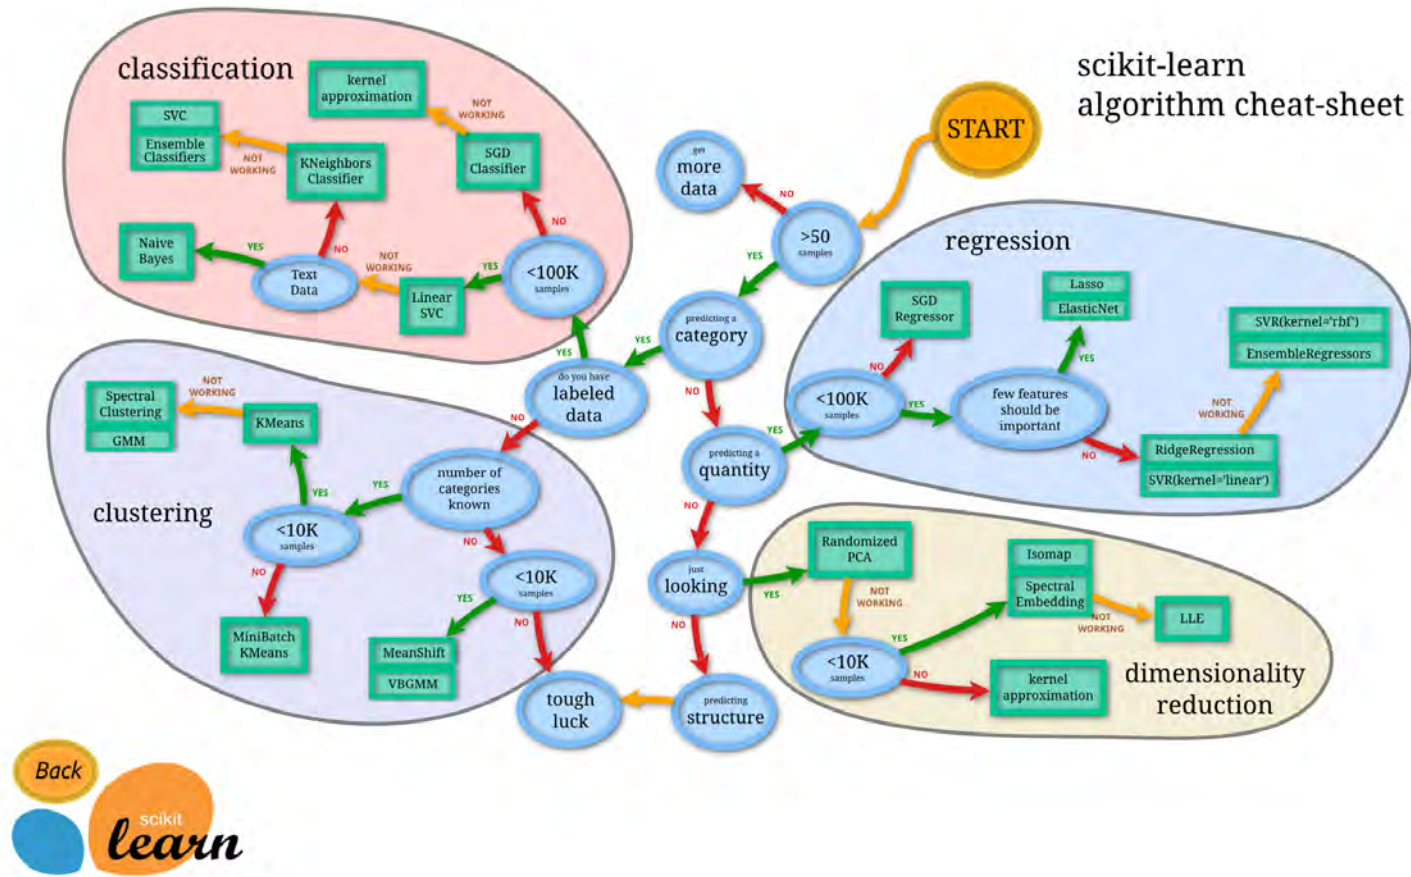 scikit-learn
algorithm cheat-sheet
START
get
more
data
NO
>50
samples
YES
predicting a
category
YES
NO
do you have
labeled
data
YES
NO
predicting a
quantity
YES
NO
just
looking
YES
NO
predicting
structure
tough
luck
classification
kernel
approximation
NOT
WORKING
SGD
Classifier
NO
<100K
samples
YES
Linear
SVC
NOT
WORKING
Text
Data
YES
Naive
Bayes
NO
KNeighbors
Classifier
NOT
WORKING
SVC
Ensemble
Classifiers
regression
<100K
samples
NO
SGD
Regressor
YES
few features
should be
important
YES
Lasso
ElasticNet
NO
RidgeRegression
SVR(kernel='linear')
NOT
WORKING
SVR(kernel='rbf')
EnsembleRegressors
clustering
number of
categories
known
YES
<10K
samples
YES
KMeans
NOT
WORKING
Spectral
Clustering
GMM
NO
MiniBatch
KMeans
NO
<10K
samples
YES
MeanShift
VBGMM
NO
dimensionality
reduction
Randomized
PCA
NOT
WORKING
<10K
samples
YES
Isomap
Spectral
Embedding
NOT
WORKING
LLE
NO
kernel
approximation
Back
scikit
learn